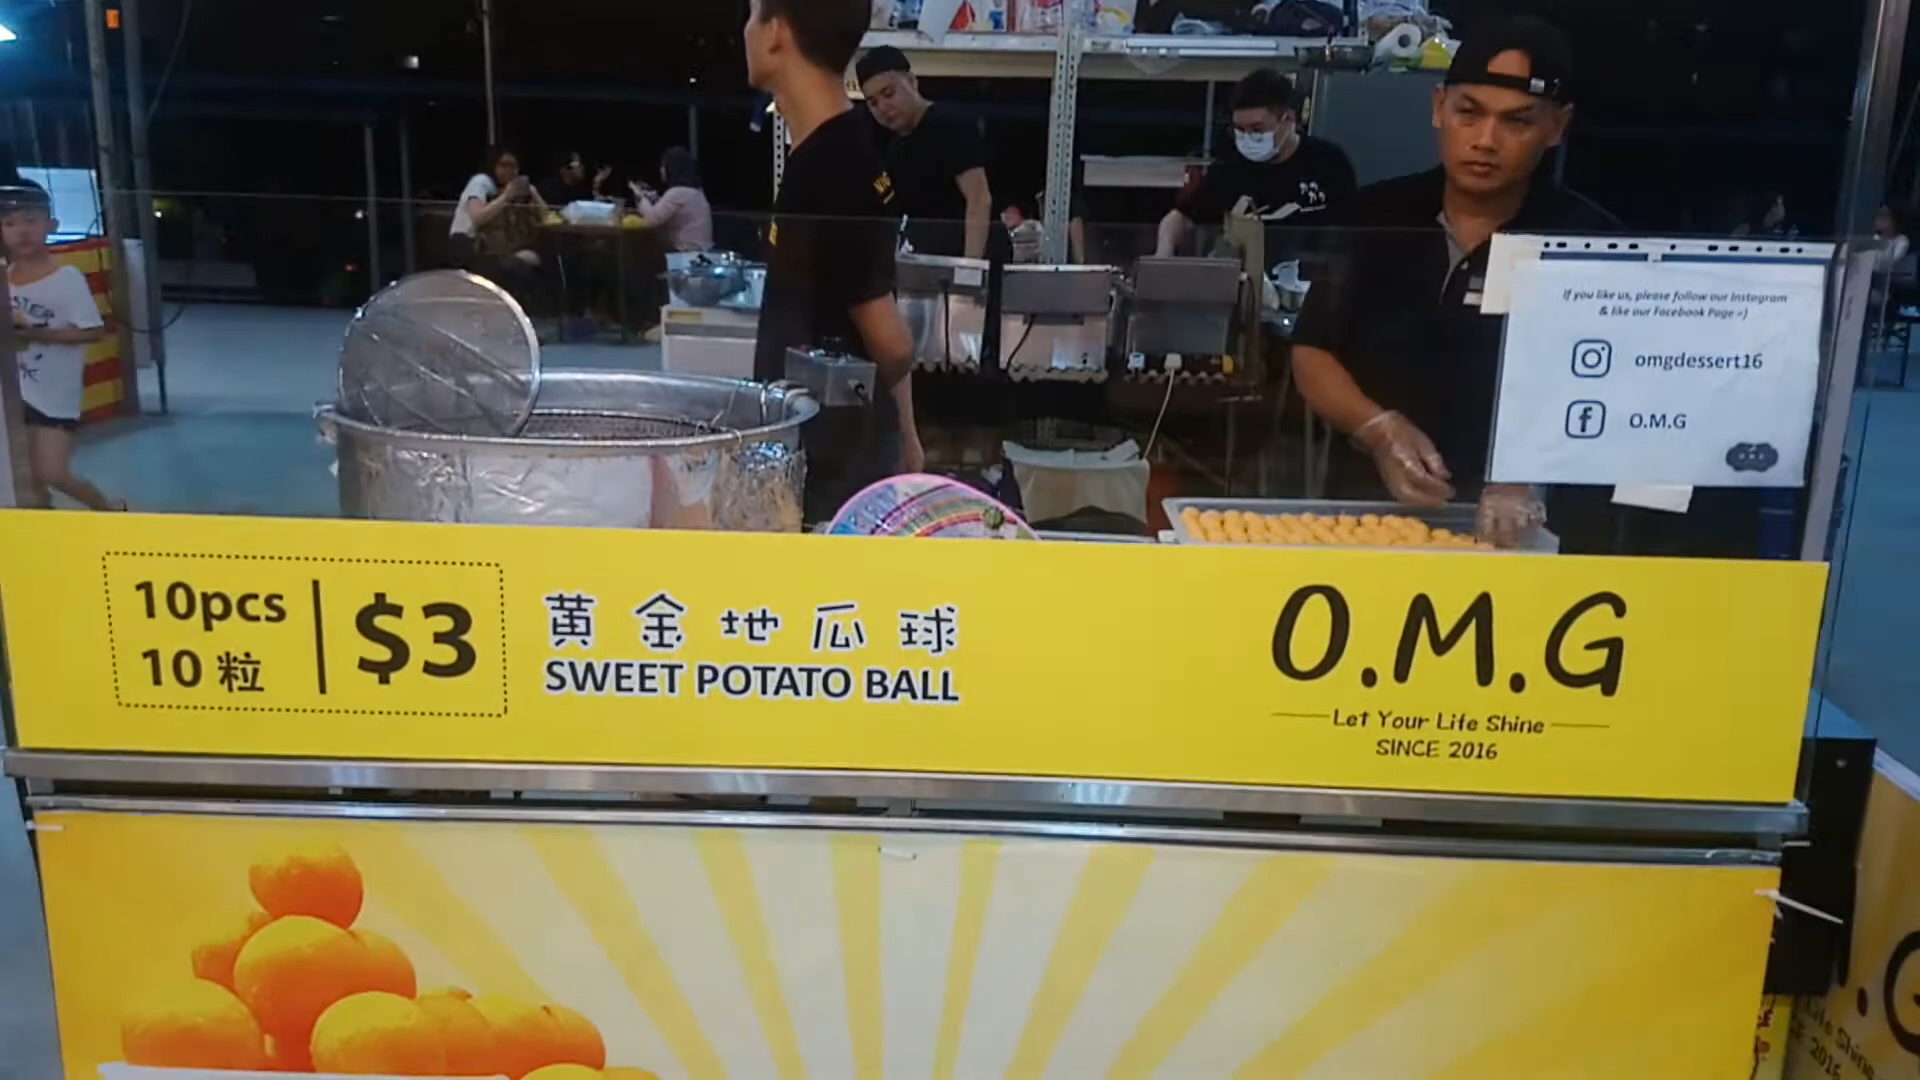 If you like us, please follow our Instagram
& like our Facebook Page =)
omgdessert16
O.M.G
10pcs
10 粒
$3
黄金地瓜球
SWEET POTATO BALL
O.M.G
Let Your Life Shine
SINCE 2016